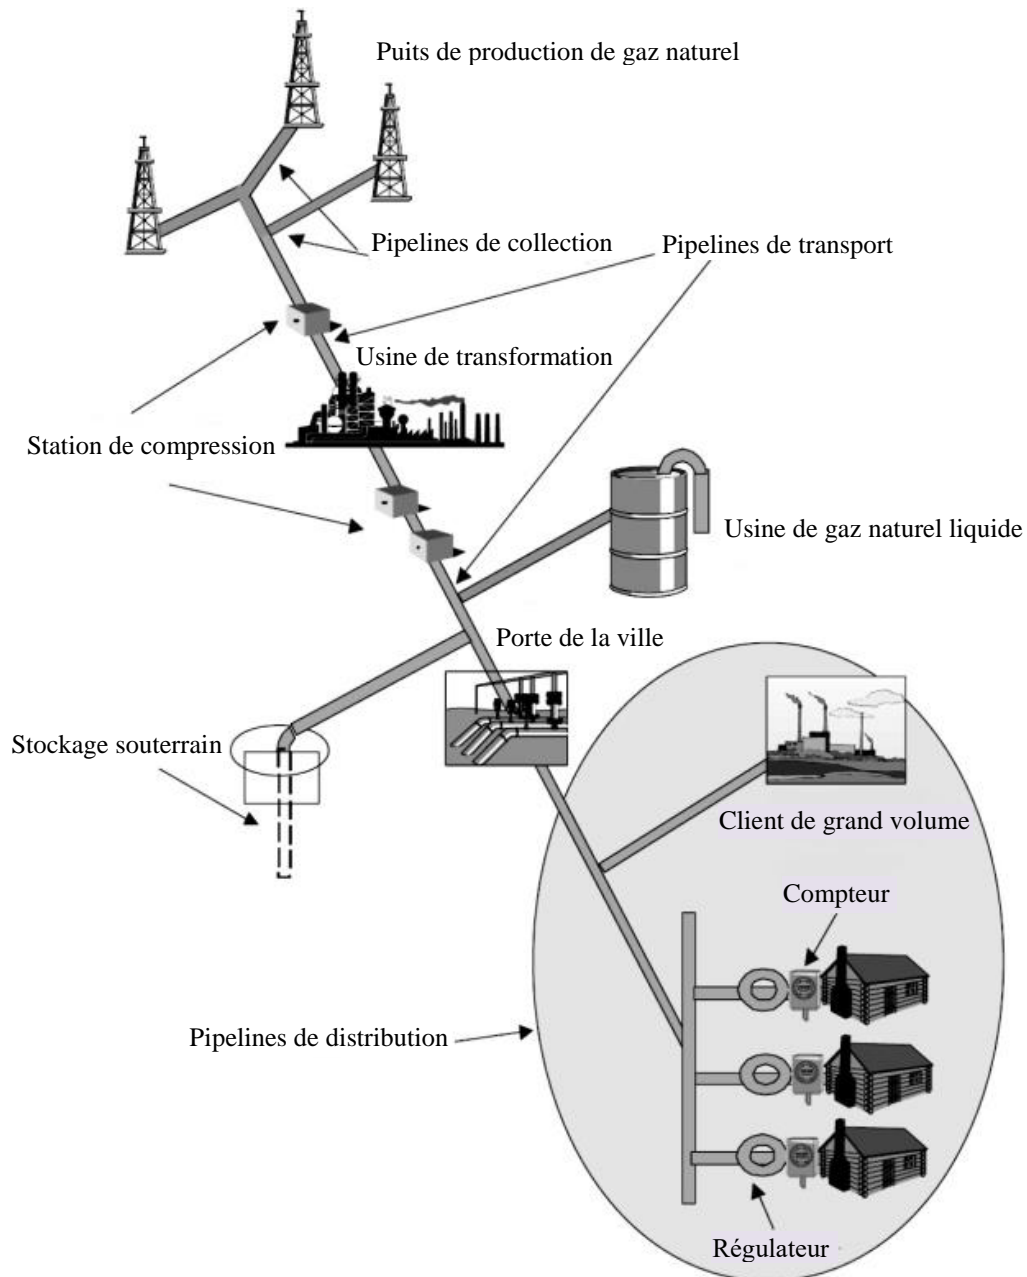 Puits de production de gaz naturel
Pipelines de collection
Pipelines de transport
Usine de transformation
Station de compression
Usine de gaz naturel liquide
Porte de la ville
Stockage souterrain
Client de grand volume
Compteur
Pipelines de distribution
Régulateur